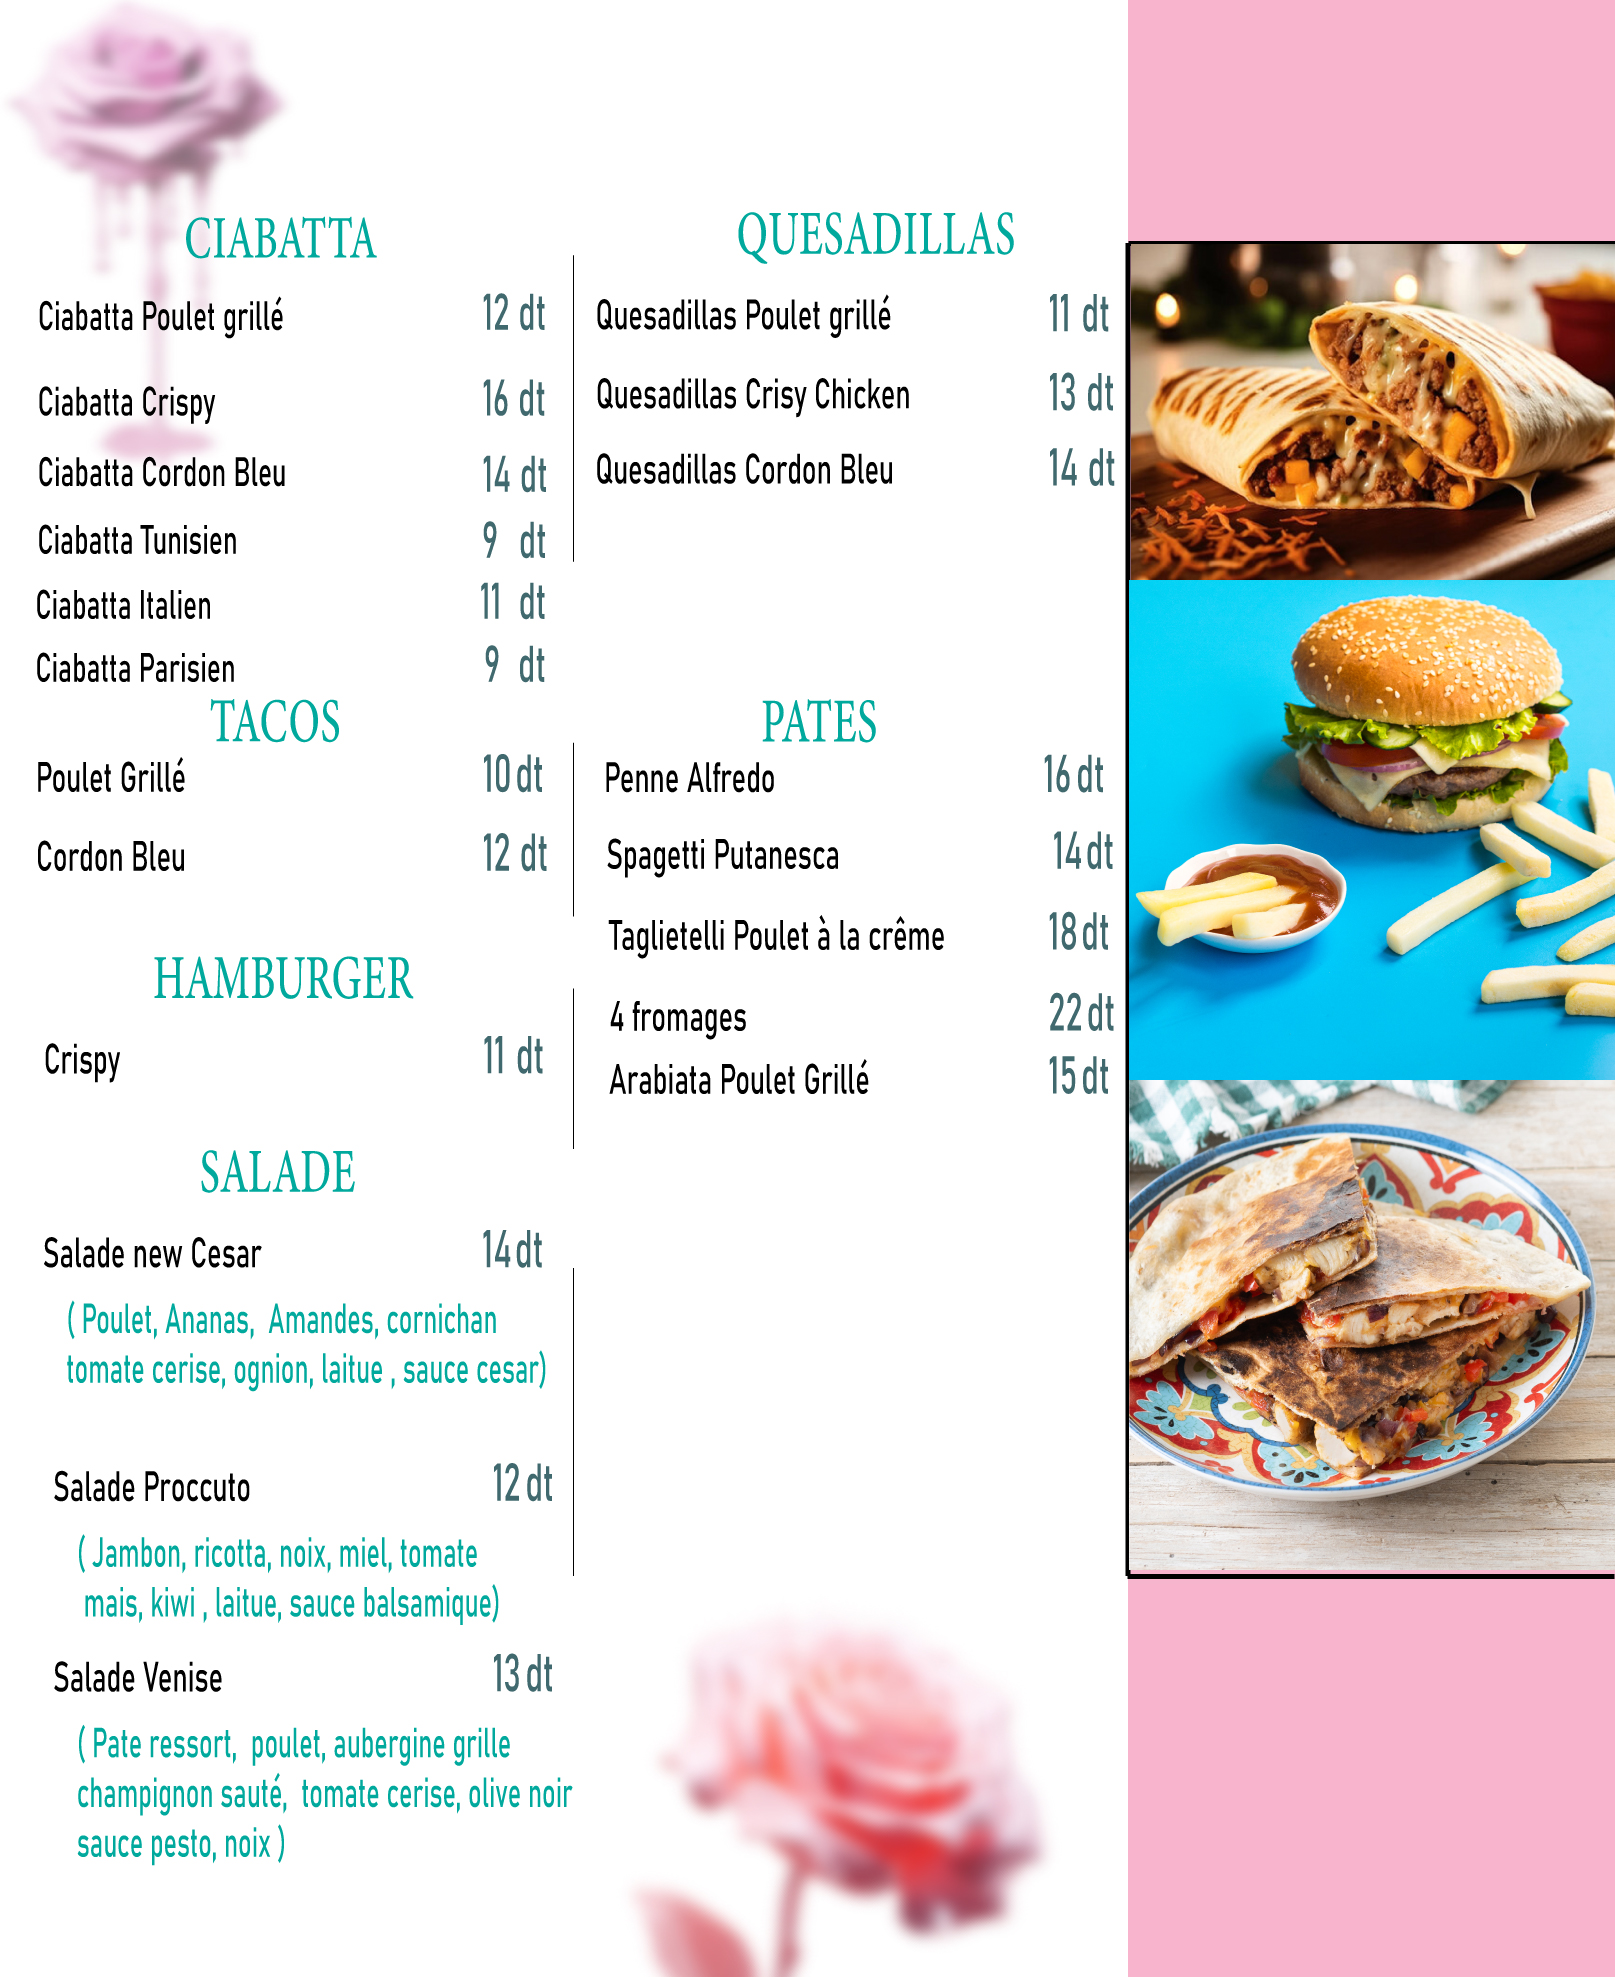 CIABATTA
Ciabatta Poulet grillé 12 dt
Ciabatta Crispy 16 dt
Ciabatta Cordon Bleu 14 dt
Ciabatta Tunisien 9 dt
Ciabatta Italien 11 dt
Ciabatta Parisien 9 dt
QUESADILLAS
Quesadillas Poulet grillé 11 dt
Quesadillas Crisy Chicken 13 dt
Quesadillas Cordon Bleu 14 dt
TACOS
Poulet Grillé 10 dt
Cordon Bleu 12 dt
PATES
Penne Alfredo 16 dt
Spagetti Putanesca 14 dt
Taglietelli Poulet à la crême 18 dt
4 fromages 22 dt
Arabiata Poulet Grillé 15 dt
HAMBURGER
Crispy 11 dt
SALADE
Salade new Cesar 14 dt
( Poulet, Ananas, Amandes, cornichan
tomate cerise, ognion, laitue , sauce cesar)
Salade Proccuto 12 dt
( Jambon, ricotta, noix, miel, tomate
mais, kiwi , laitue, sauce balsamique)
Salade Venise 13 dt
( Pate ressort, poulet, aubergine grille
champignon sauté, tomate cerise, olive noir
sauce pesto, noix )